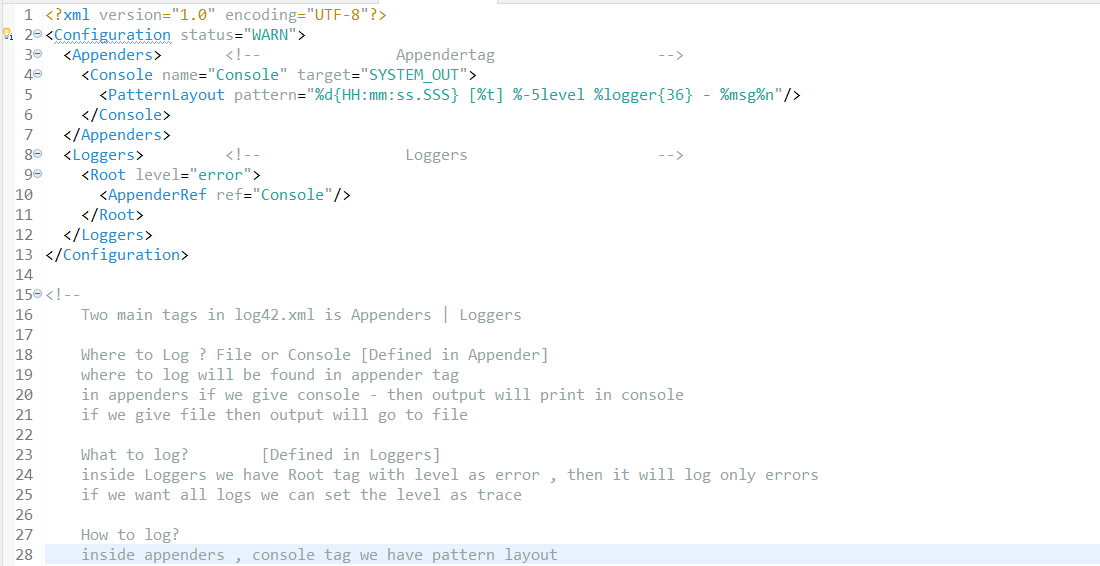 1 <?xml version="1.0" encoding="UTF-8"?>
2 <Configuration status="WARN">
3   <Appenders>       <!--               Appendertag                  -->
4     <Console name="Console" target="SYSTEM_OUT">
5       <PatternLayout pattern="%d{HH:mm:ss.SSS} [%t] %-5level %logger{36} - %msg%n"/>
6     </Console>
7   </Appenders>
8   <Loggers>         <!--                Loggers                     -->
9     <Root level="error">
10       <AppenderRef ref="Console"/>
11     </Root>
12   </Loggers>
13 </Configuration>
14
15 <!--
16     Two main tags in log42.xml is Appenders | Loggers
17
18     Where to Log ? File or Console [Defined in Appender]
19     where to log will be found in appender tag
20     in appenders if we give console - then output will print in console
21     if we give file then output will go to file
22
23     What to log?        [Defined in Loggers]
24     inside Loggers we have Root tag with level as error , then it will log only errors
25     if we want all logs we can set the level as trace
26
27     How to log?
28     inside appenders , console tag we have pattern layout